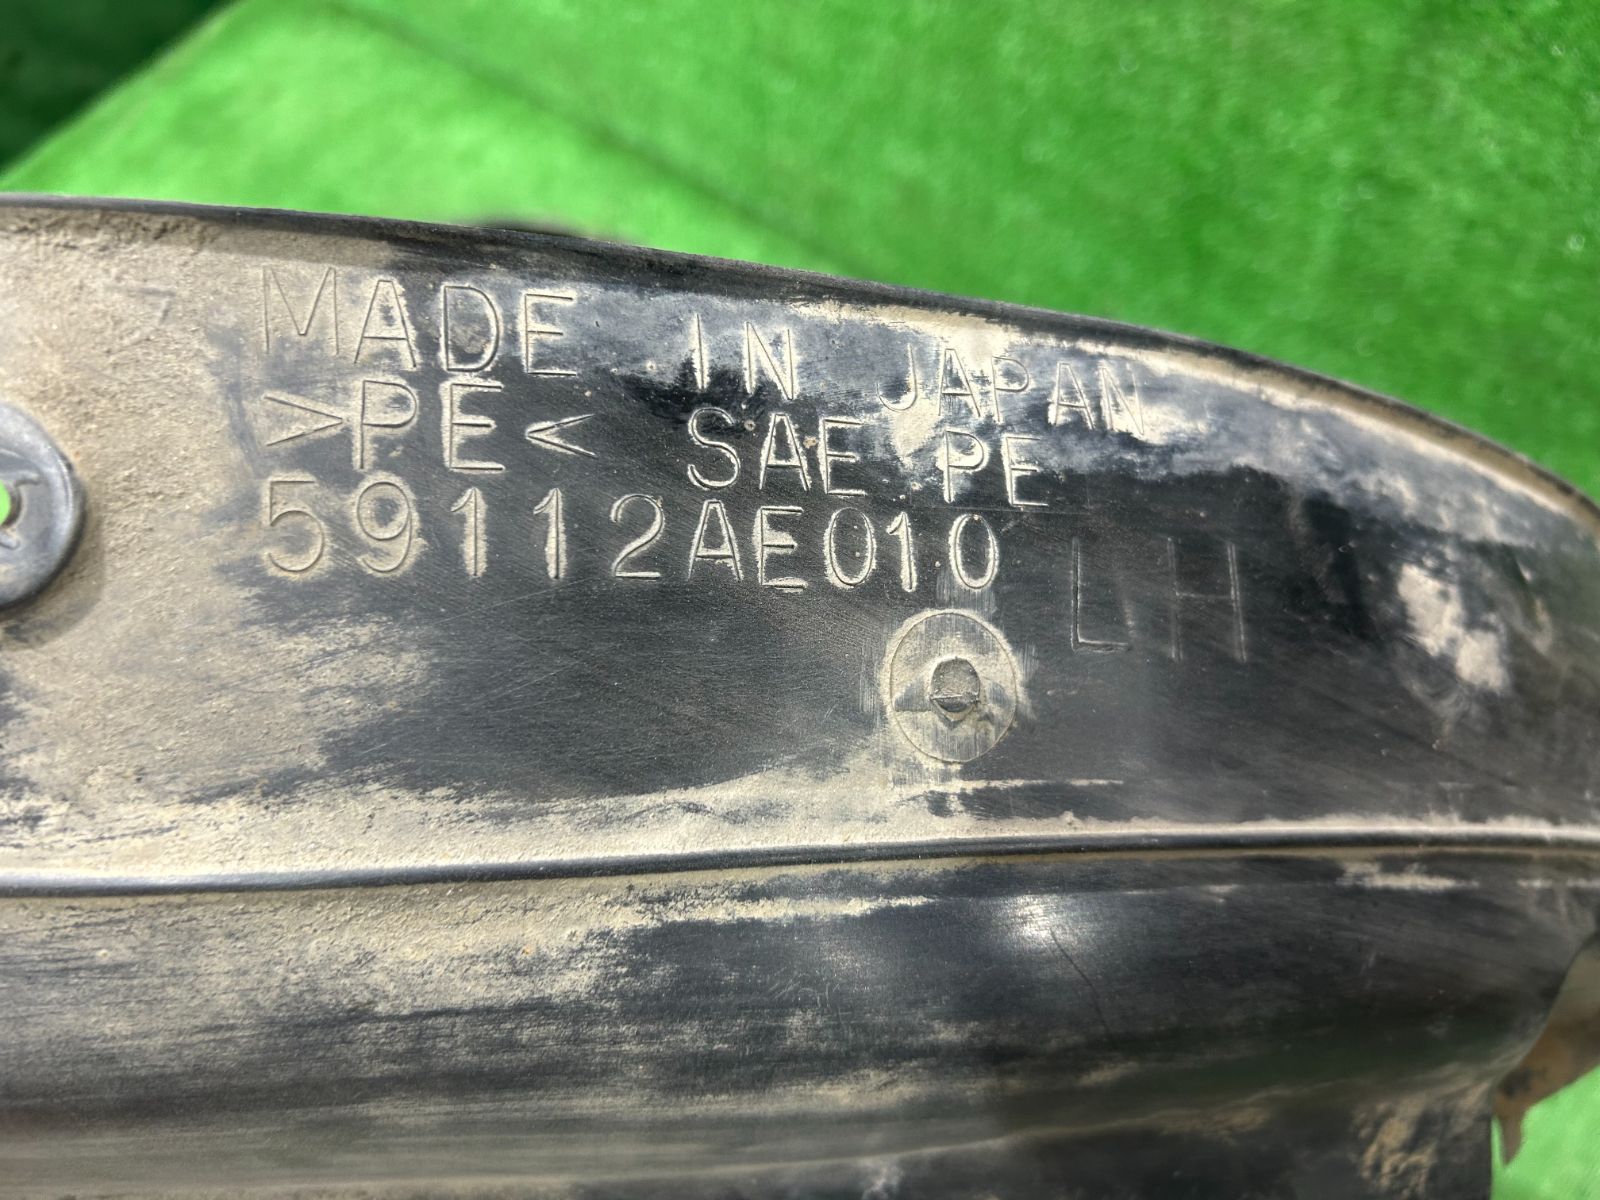 MADE IN JAPAN
>PE< SAE PE
59112AE010 LH